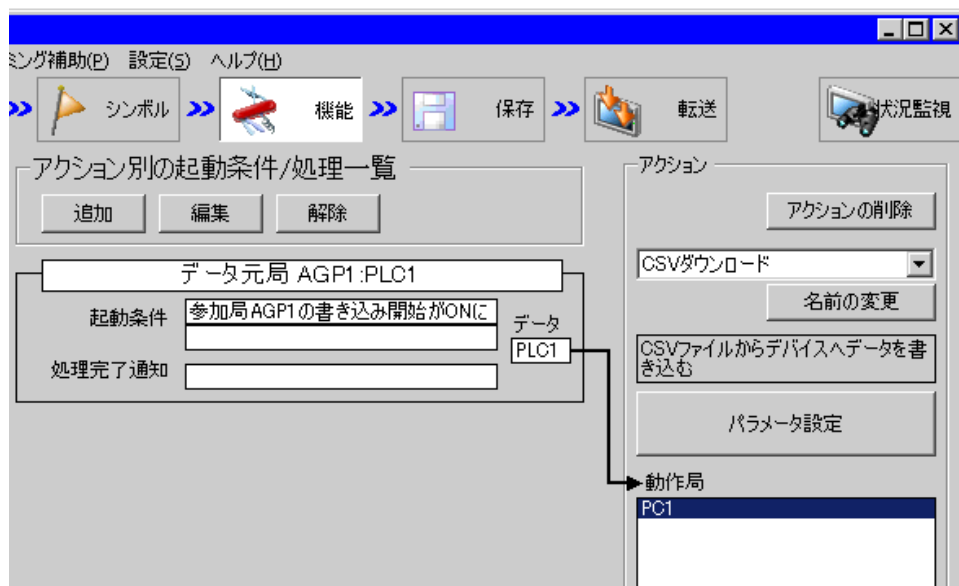 ミング補助(P) 設定(S) ヘルプ(H)
シンボル 機能 保存 転送 状況監視
アクション別の起動条件/処理一覧
追加 編集 解除
データ元局 AGP1:PLC1
起動条件 参加局AGP1の書き込み開始がON(こ
データ
PLC1
処理完了通知
アクション
アクションの削除
CSVダウンロード
名前の変更
CSVファイルからデバイスへデータを書
き込む
パラメータ設定
動作局
PC1